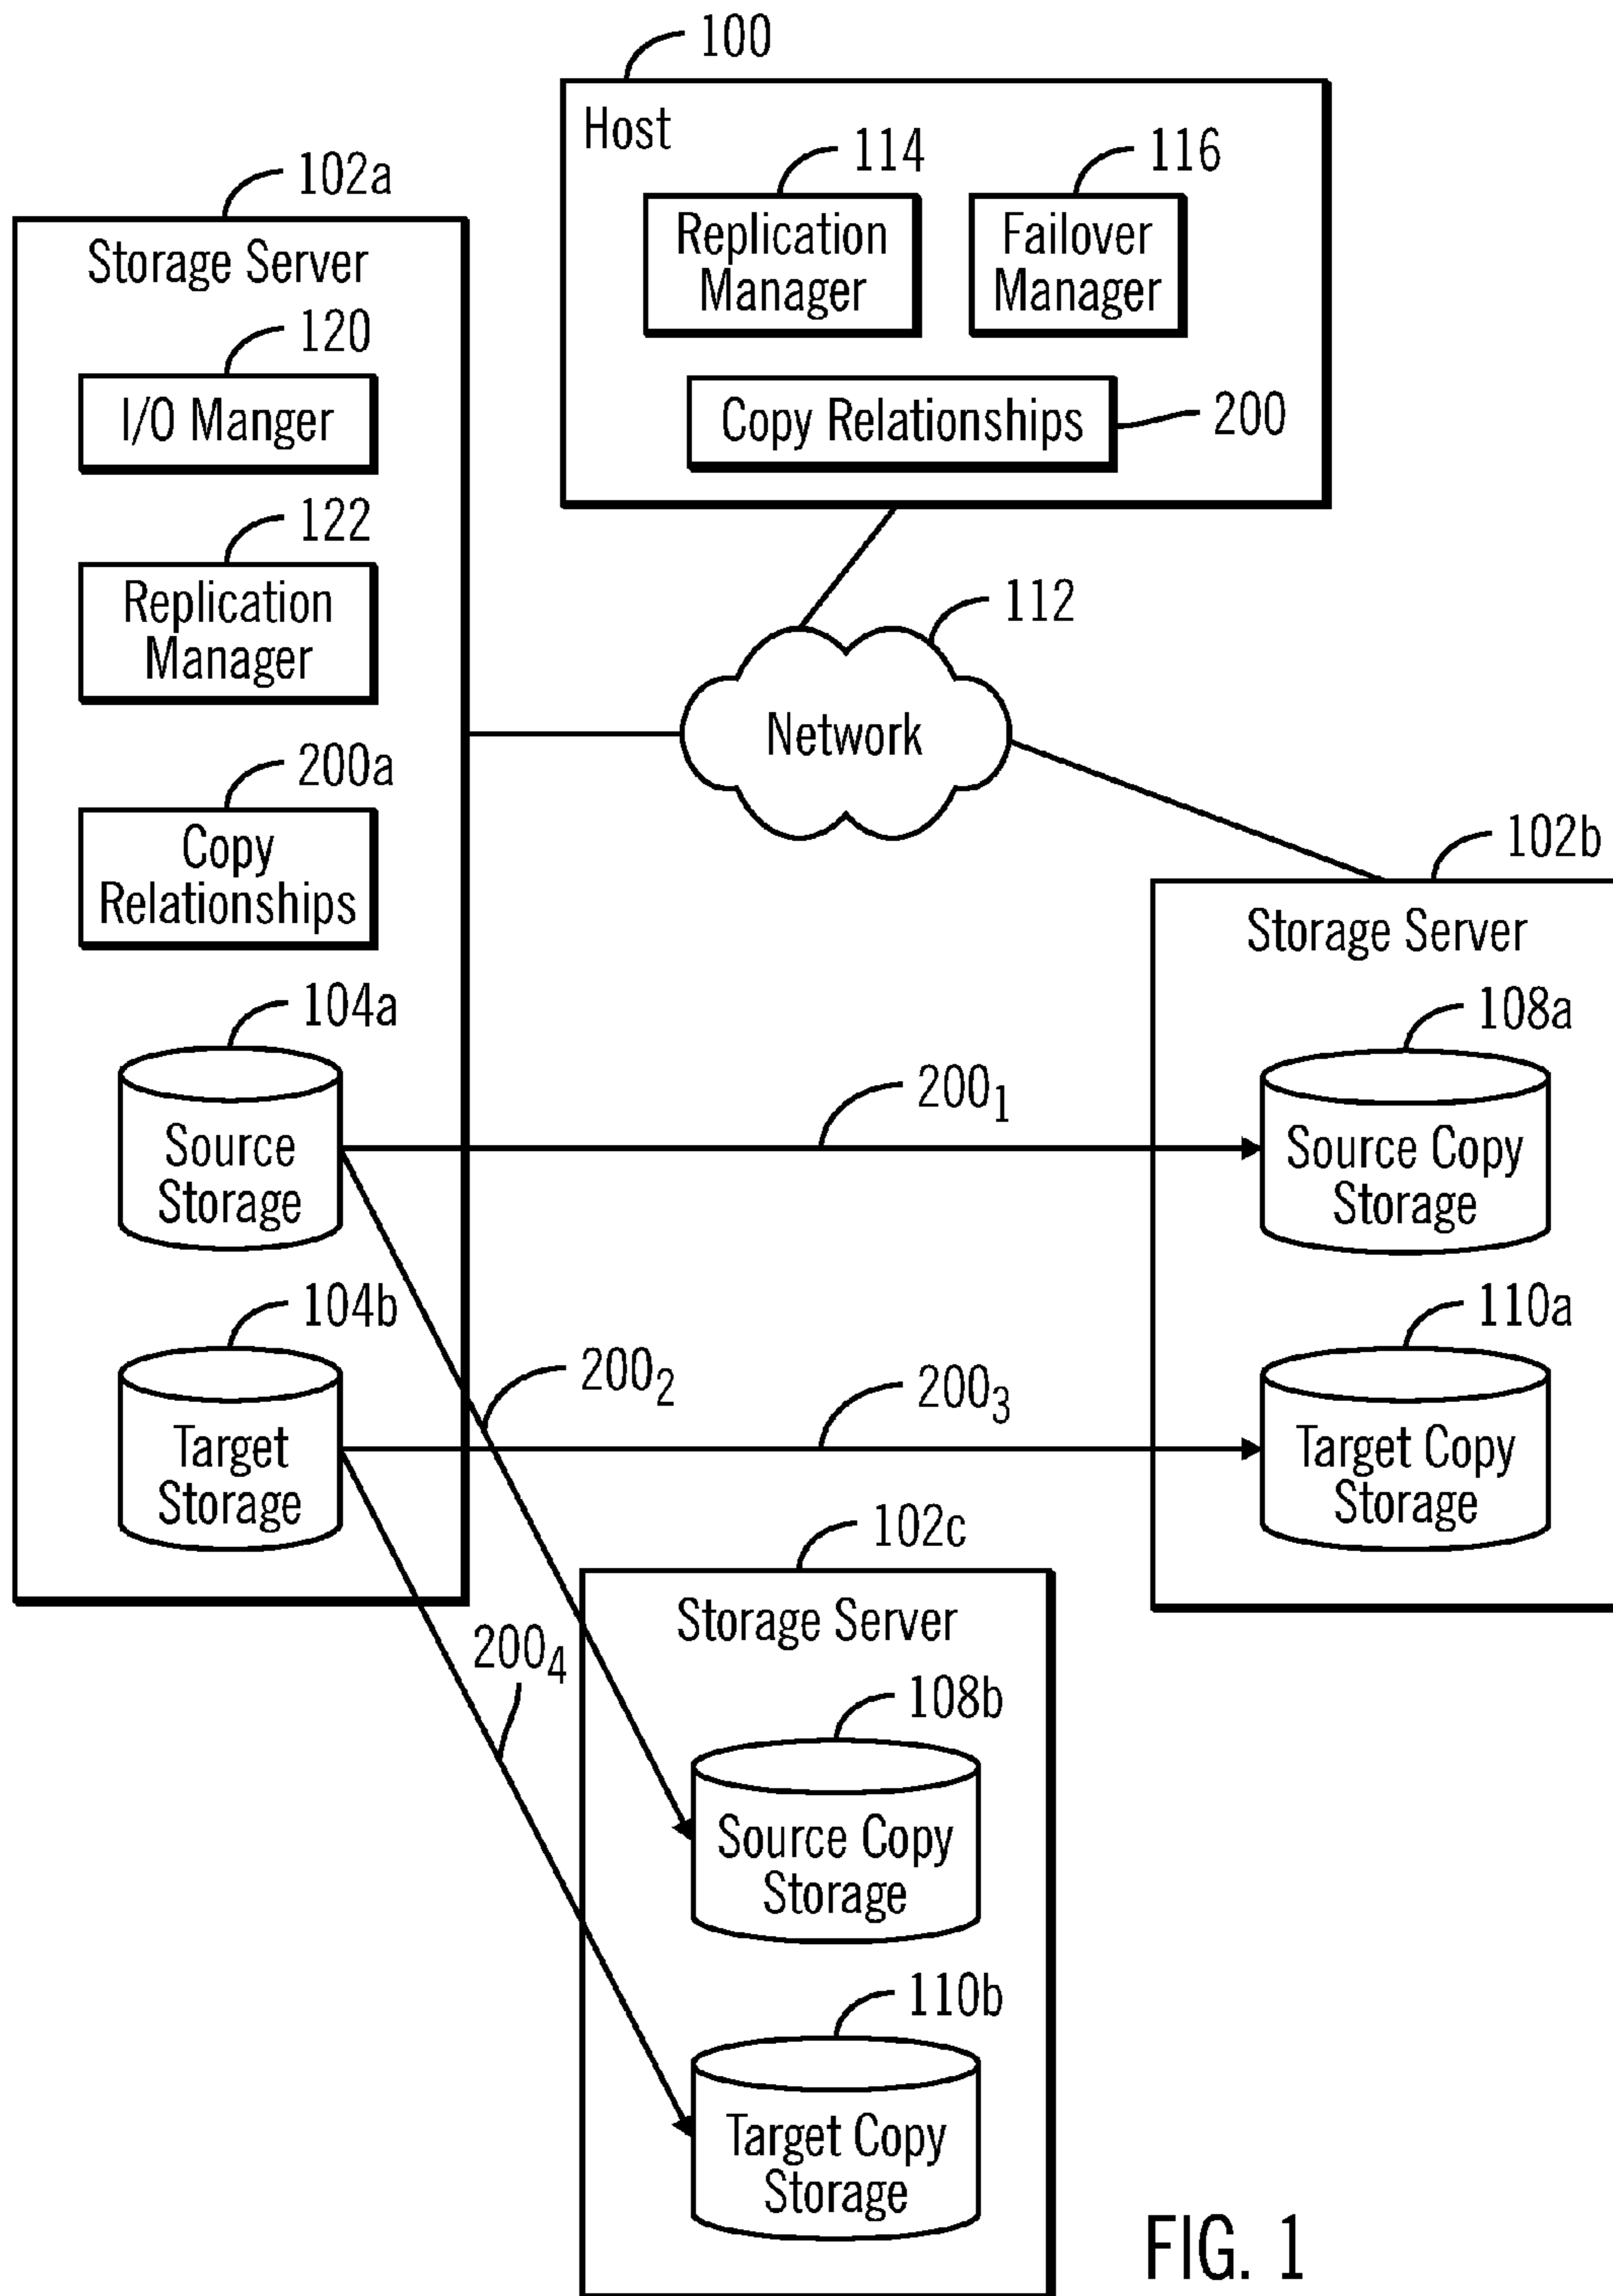 100
Host
114
116
Replication
Manager
Failover
Manager
Copy Relationships
200
102a
Storage Server
120
I/O Manger
122
Replication
Manager
200a
Copy
Relationships
104a
Source
Storage
104b
Target
Storage
112
Network
102b
Storage Server
108a
Source Copy
Storage
110a
Target Copy
Storage
200₁
200₂
200₃
200₄
102c
Storage Server
108b
Source Copy
Storage
110b
Target Copy
Storage
FIG. 1